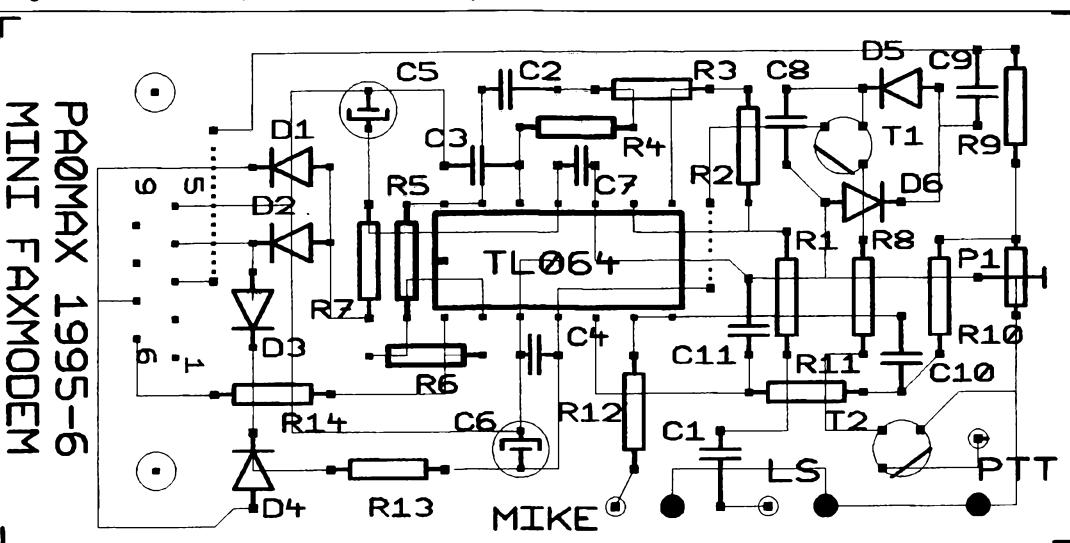 PA0MAX 1995-6
MINI FAXMODEM
D5
C9
C5
C2
R3
C8
D1
C3
R4
T1
R9
9
5
R5
C7
R2
D6
D2
TL064
R1
R8
P1
R7
C4
6
1
D3
R6
C11
R11
R10
C10
R14
C6
R12
C1
T2
LS
PTT
D4
R13
MIKE